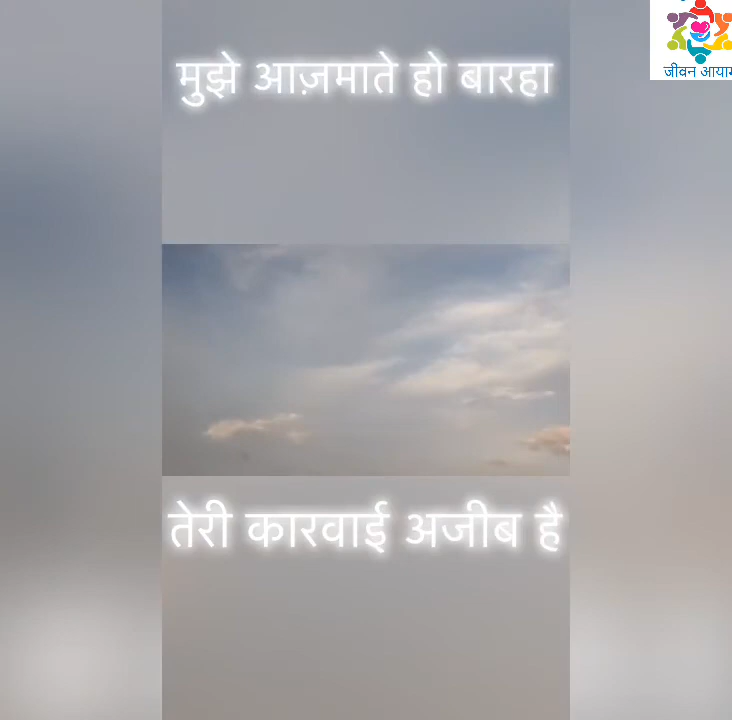 मुझे आज़माते हो बारहा
तेरी कारवाई अजीब है
जीवन आयाम